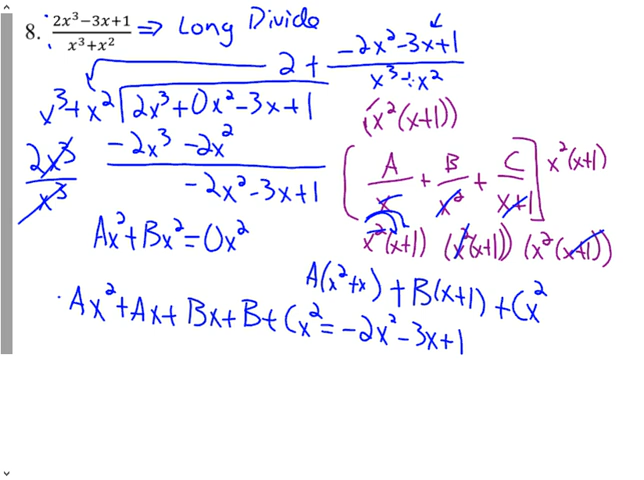 8. (2x³−3x+1)/(x³+x²) ⇒ Long Divide
2 + (−2x²−3x+1)/(x³+x²)
x³+x² | 2x³+0x²−3x+1
(x²(x+1))
2x³/x³
−2x³ −2x²
−2x²−3x+1
[A/x + B/x² + C/(x+1)] x²(x+1)
x²(x+1) (x²(x+1)) (x²(x+1))
Ax²+Bx²=0x²
A(x²+x)+B(x+1)+Cx²
Ax²+Ax+Bx+B+Cx²=−2x²−3x+1